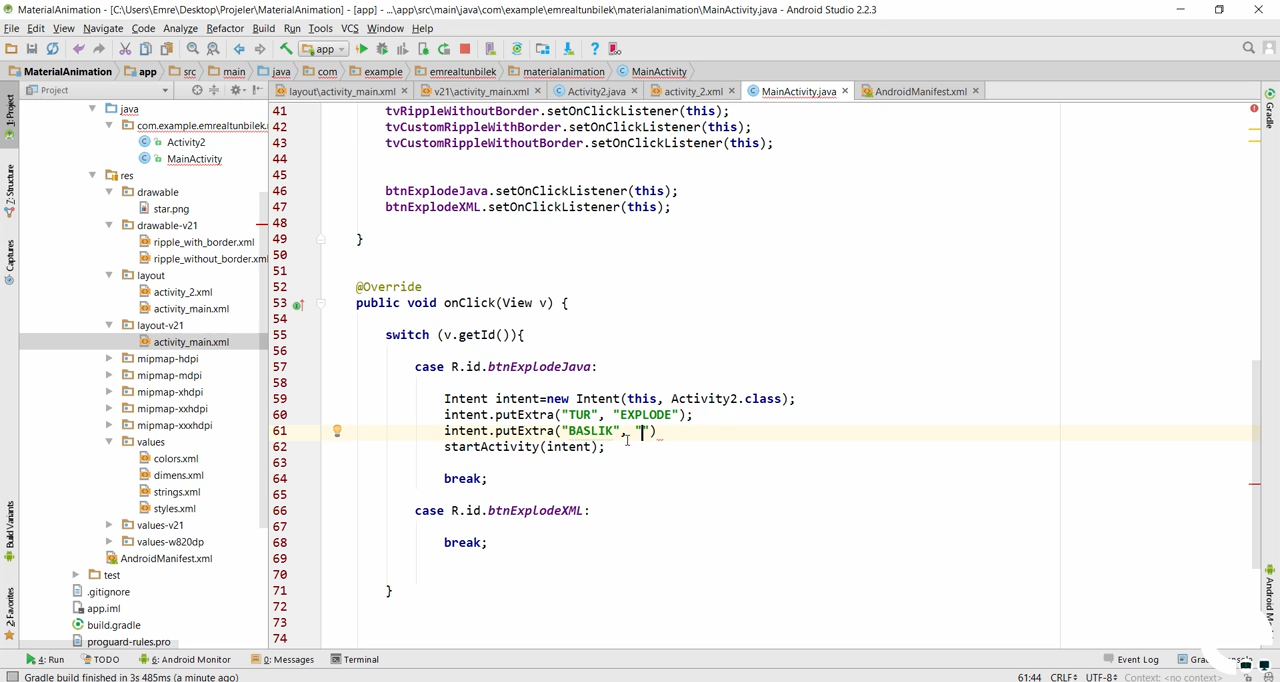 MaterialAnimation - [C:\Users\Emre\Desktop\Projeler\MaterialAnimation] - [app] - ...\app\src\main\java\com\example\emrealtunbilek\materialanimation\MainActivity.java - Android Studio 2.2.3
File Edit View Navigate Code Analyze Refactor Build Run Tools VCS Window Help
app
MaterialAnimation app src main java com example emrealtunbilek materialanimation MainActivity
Project layout\activity_main.xml v21\activity_main.xml Activity2.java activity_2.xml MainActivity.java AndroidManifest.xml
1: Project
7: Structure
Captures
Build Variants
2: Favorites
java
com.example.emrealtunbilek.
Activity2
MainActivity
res
drawable
star.png
drawable-v21
ripple_with_border.xml
ripple_without_border.xml
layout
activity_2.xml
activity_main.xml
layout-v21
activity_main.xml
mipmap-hdpi
mipmap-mdpi
mipmap-xhdpi
mipmap-xxhdpi
mipmap-xxxhdpi
values
colors.xml
dimens.xml
strings.xml
styles.xml
values-v21
values-w820dp
AndroidManifest.xml
test
.gitignore
app.iml
build.gradle
proguard-rules.pro
41 tvRippleWithoutBorder.setOnClickListener(this);
42 tvCustomRippleWithBorder.setOnClickListener(this);
43 tvCustomRippleWithoutBorder.setOnClickListener(this);
44
45
46 btnExplodeJava.setOnClickListener(this);
47 btnExplodeXML.setOnClickListener(this);
48
49 }
50
51
52 @Override
53 public void onClick(View v) {
54
55 switch (v.getId()){
56
57 case R.id.btnExplodeJava:
58
59 Intent intent=new Intent(this, Activity2.class);
60 intent.putExtra("TUR", "EXPLODE");
61 intent.putExtra("BASLIK", "")
62 startActivity(intent);
63
64 break;
65
66 case R.id.btnExplodeXML:
67
68 break;
69
70
71 }
72
73
74
Gradle
4: Run TODO 6: Android Monitor 0: Messages Terminal Event Log
Gradle build finished in 3s 485ms (a minute ago) 61:44 CRLF UTF-8 Context: <no context>